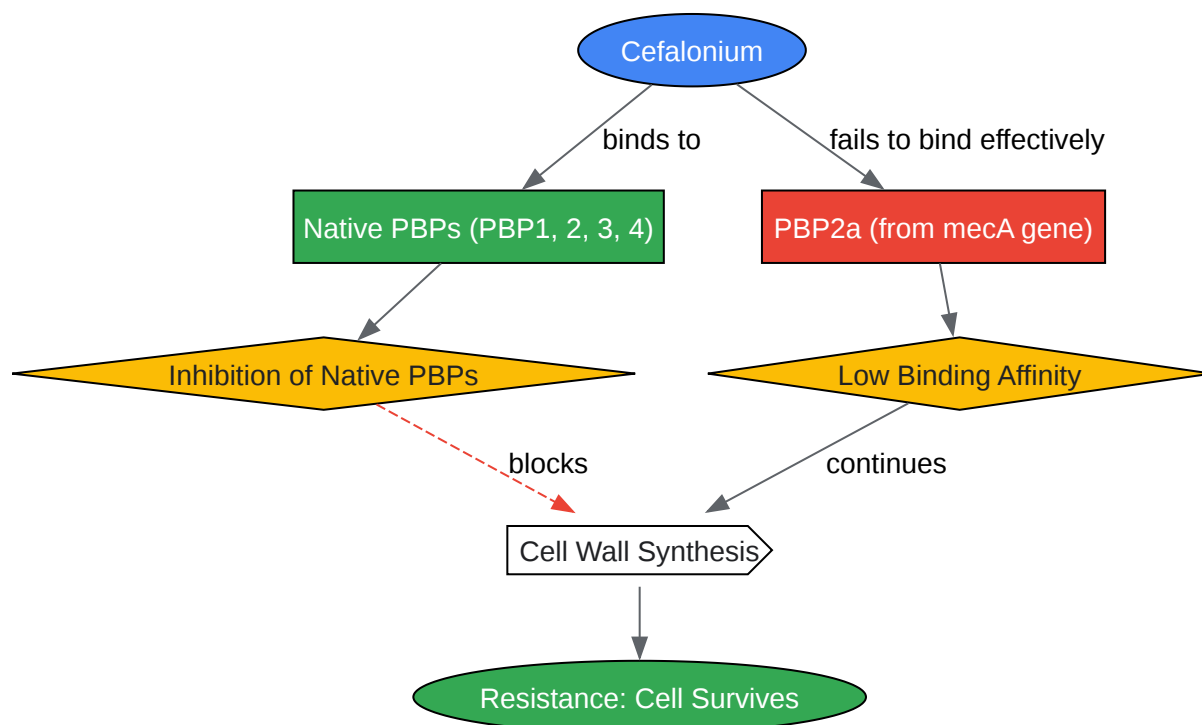 Cefalonium
binds to
fails to bind effectively
Native PBPs (PBP1, 2, 3, 4)
PBP2a (from mecA gene)
Inhibition of Native PBPs
Low Binding Affinity
blocks
continues
Cell Wall Synthesis
Resistance: Cell Survives